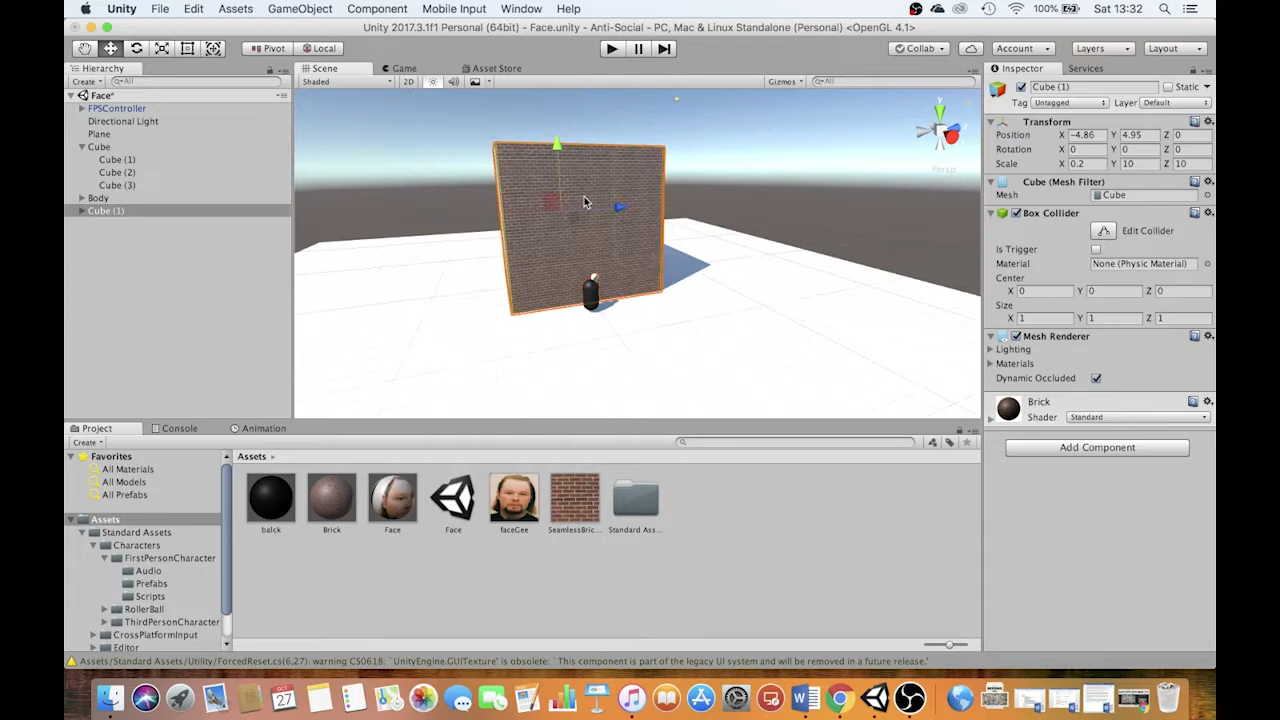 Unity File Edit Assets GameObject Component Mobile Input Window Help 100% Sat 13:32
Unity 2017.3.1f1 Personal (64bit) - Face.unity - Anti-Social - PC, Mac & Linux Standalone (Personal) <OpenGL 4.1>
Pivot Local Collab Account Layers Layout
Hierarchy Scene Game Asset Store Inspector Services
Create All Shaded 2D Gizmos All Cube (1) Static
Face* Tag Untagged Layer Default
FPSController
Directional Light
Plane
Cube
Cube (1)
Cube (2)
Cube (3)
Body
Cube (1)
y
Persp
Transform
Position X -4.86 Y 4.95 Z 0
Rotation X 0 Y 0 Z 0
Scale X 0.2 Y 10 Z 10
Cube (Mesh Filter)
Mesh Cube
Box Collider
Edit Collider
Is Trigger
Material None (Physic Material)
Center
X 0 Y 0 Z 0
Size
X 1 Y 1 Z 1
Mesh Renderer
Lighting
Materials
Dynamic Occluded
Brick
Shader Standard
Add Component
Project Console Animation
Create
Favorites
All Materials
All Models
All Prefabs
Assets
Standard Assets
Characters
FirstPersonCharacter
Audio
Prefabs
Scripts
RollerBall
ThirdPersonCharacter
CrossPlatformInput
Editor
Assets
balck Brick Face Face faceGee SeamlessBric... Standard Ass...
Assets/Standard Assets/Utility/ForcedReset.cs(6,27): warning CS0618: `UnityEngine.GUITexture' is obsolete: `This component is part of the legacy UI system and will be removed in a future release.'
OCT
27